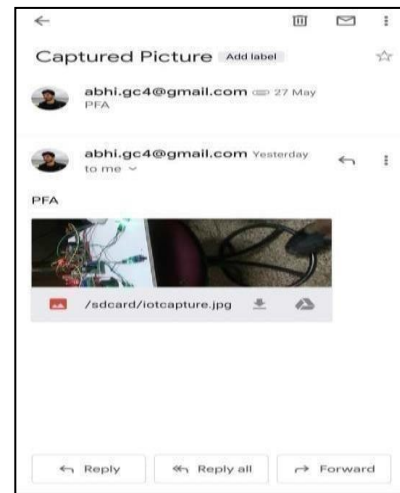 Captured Picture Add label
abhi.gc4@gmail.com 27 May
PFA
abhi.gc4@gmail.com Yesterday
to me
PFA
/sdcard/iotcapture.jpg
Reply Reply all Forward